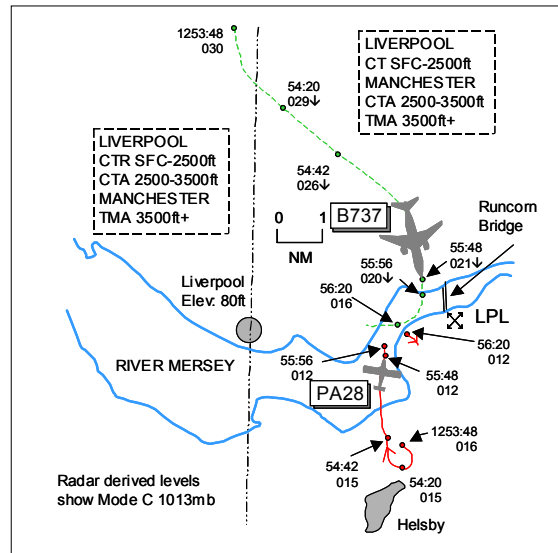 1253:48
030
LIVERPOOL
CT SFC-2500ft
MANCHESTER
CTA 2500-3500ft
TMA 3500ft+
54:20
029↓
LIVERPOOL
CTR SFC-2500ft
CTA 2500-3500ft
MANCHESTER
TMA 3500ft+
54:42
026↓
0 1
NM
B737
Runcorn
Bridge
55:48
021↓
55:56
020↓
Liverpool
Elev: 80ft
56:20
016
LPL
56:20
012
RIVER MERSEY
55:56
012
55:48
012
PA28
1253:48
016
54:42
015
54:20
015
Radar derived levels
show Mode C 1013mb
Helsby